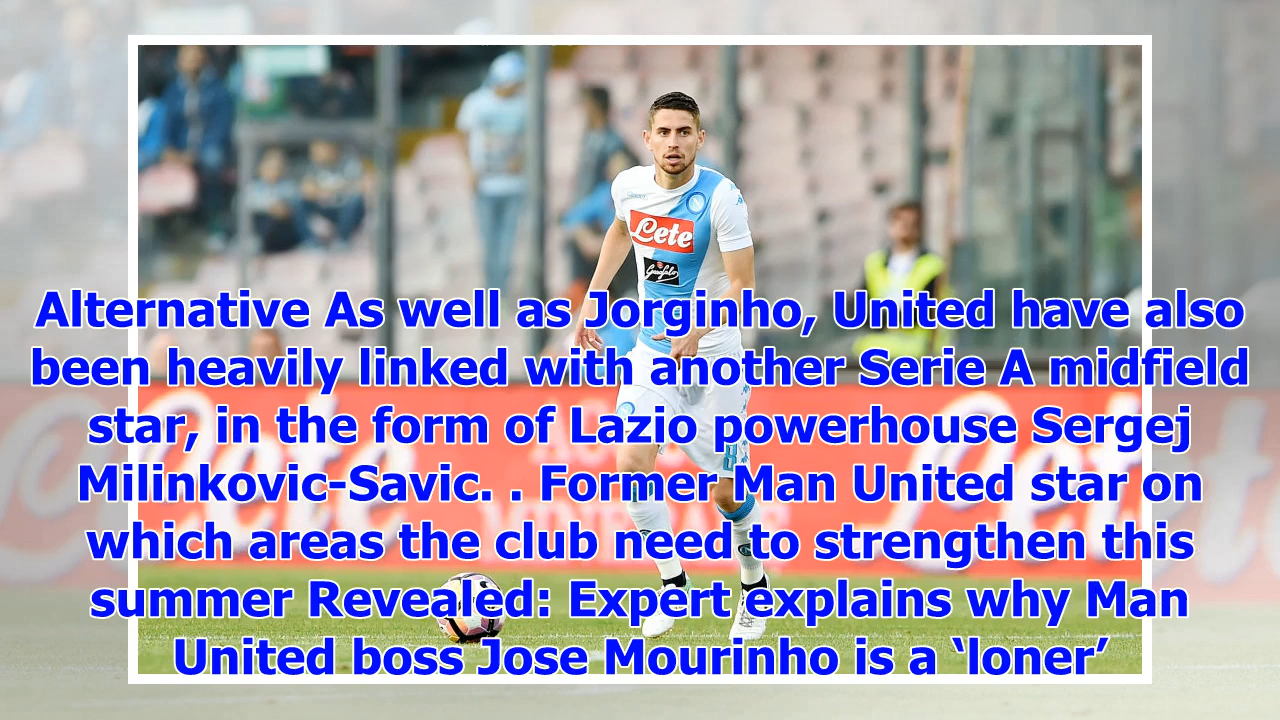 Lete
Garofalo
Alternative As well as Jorginho, United have also
been heavily linked with another Serie A midfield
star, in the form of Lazio powerhouse Sergej
Milinkovic-Savic. . Former Man United star on
which areas the club need to strengthen this
summer Revealed: Expert explains why Man
United boss Jose Mourinho is a ‘loner’
8